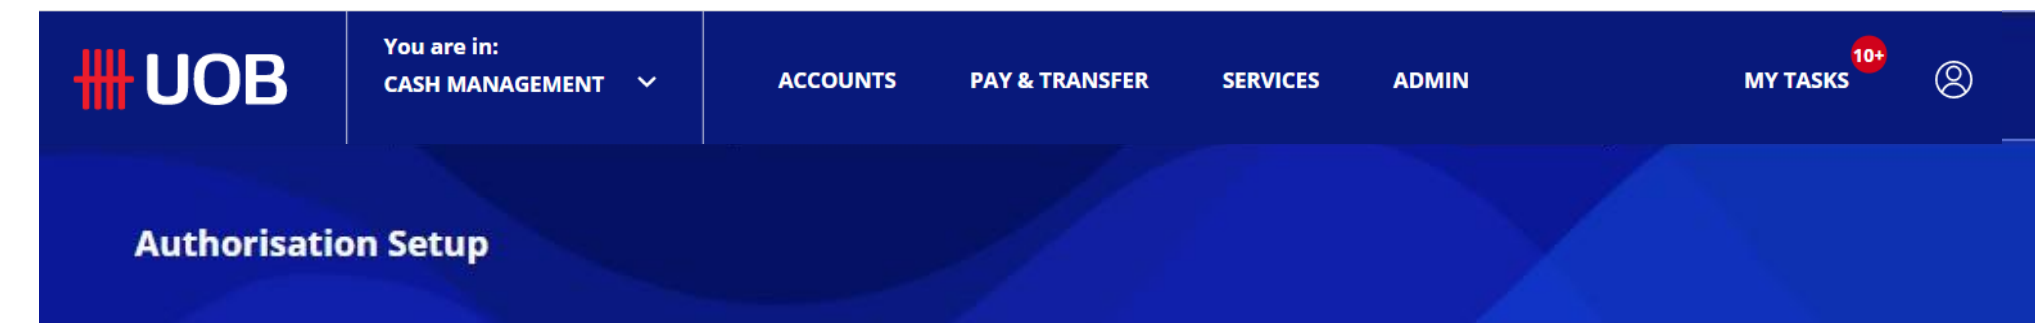 UOB
You are in:
CASH MANAGEMENT
ACCOUNTS
PAY & TRANSFER
SERVICES
ADMIN
MY TASKS
10+
Authorisation Setup